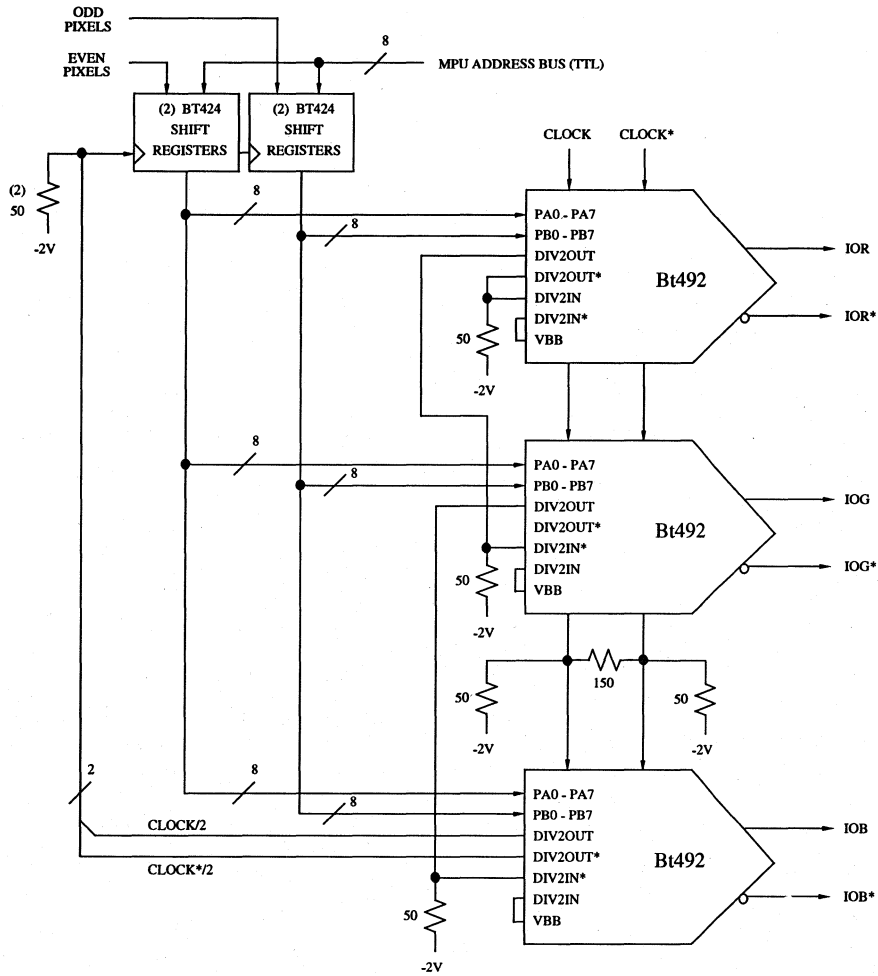 ODD
PIXELS
EVEN
PIXELS
8
MPU ADDRESS BUS (TTL)
(2) BT424
SHIFT
REGISTERS
(2) BT424
SHIFT
REGISTERS
CLOCK
CLOCK*
(2)
50
-2V
8
8
PA0 - PA7
PB0 - PB7
DIV2OUT
DIV2OUT*
DIV2IN
DIV2IN*
VBB
Bt492
IOR
IOR*
50
-2V
8
8
PA0 - PA7
PB0 - PB7
DIV2OUT
DIV2OUT*
DIV2IN*
DIV2IN
VBB
Bt492
IOG
IOG*
50
-2V
50
-2V
150
50
-2V
2
8
8
CLOCK/2
CLOCK*/2
PA0 - PA7
PB0 - PB7
DIV2OUT
DIV2OUT*
DIV2IN*
DIV2IN
VBB
Bt492
IOB
IOB*
50
-2V